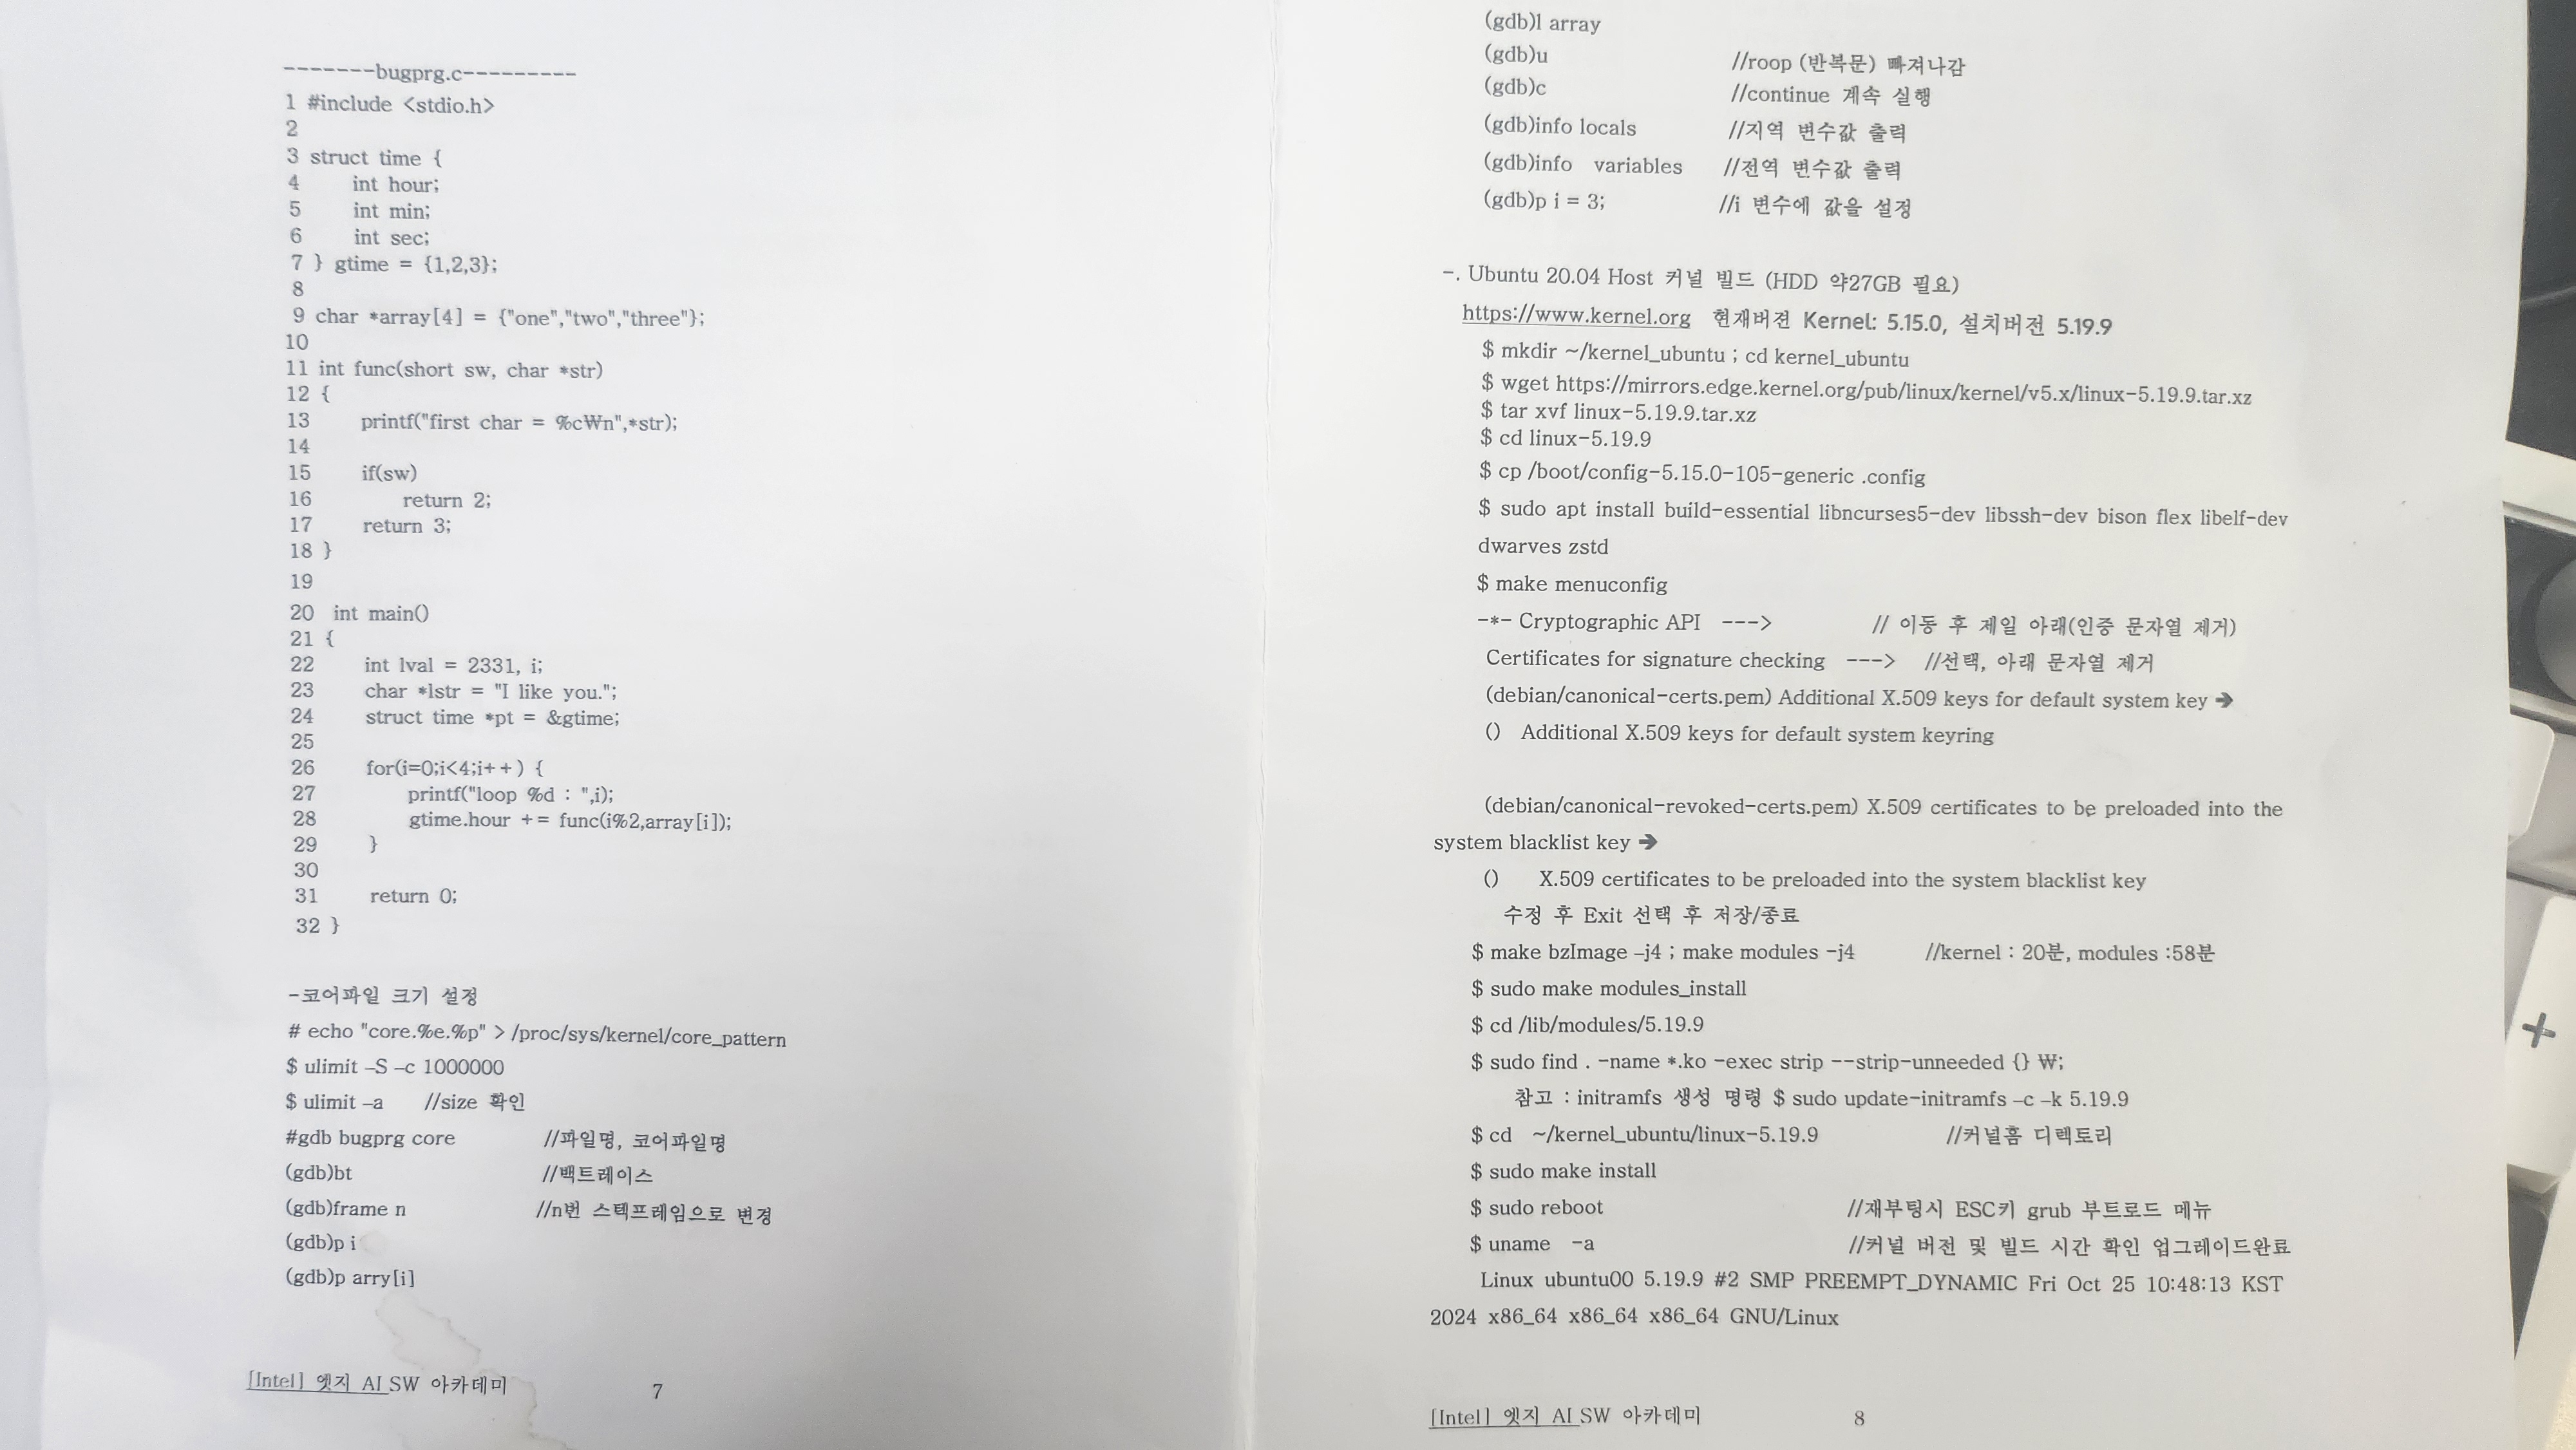 -------bugprg.c---------
1 #include <stdio.h>
2
3 struct time {
4 int hour;
5 int min;
6 int sec;
7 } gtime = {1,2,3};
8
9 char *array[4] = {"one","two","three"};
10
11 int func(short sw, char *str)
12 {
13 printf("first char = %c₩n",*str);
14
15 if(sw)
16 return 2;
17 return 3;
18 }
19
20 int main()
21 {
22 int lval = 2331, i;
23 char *lstr = "I like you.";
24 struct time *pt = &gtime;
25
26 for(i=0;i<4;i++) {
27 printf("loop %d : ",i);
28 gtime.hour += func(i%2,array[i]);
29 }
30
31 return 0;
32 }
-코어파일 크기 설정
# echo "core.%e.%p" > /proc/sys/kernel/core_pattern
$ ulimit –S –c 1000000
$ ulimit –a //size 확인
#gdb bugprg core //파일명, 코어파일명
(gdb)bt //백트레이스
(gdb)frame n //n번 스텍프레임으로 변경
(gdb)p i
(gdb)p arry[i]
[Intel] 엣지 AI SW 아카데미 7
(gdb)l array
(gdb)u //roop (반복문) 빠져나감
(gdb)c //continue 계속 실행
(gdb)info locals //지역 변수값 출력
(gdb)info variables //전역 변수값 출력
(gdb)p i = 3; //i 변수에 값을 설정
-. Ubuntu 20.04 Host 커널 빌드 (HDD 약27GB 필요)
https://www.kernel.org 현재버젼 Kernel: 5.15.0, 설치버전 5.19.9
$ mkdir ~/kernel_ubuntu ; cd kernel_ubuntu
$ wget https://mirrors.edge.kernel.org/pub/linux/kernel/v5.x/linux-5.19.9.tar.xz
$ tar xvf linux-5.19.9.tar.xz
$ cd linux-5.19.9
$ cp /boot/config-5.15.0-105-generic .config
$ sudo apt install build-essential libncurses5-dev libssh-dev bison flex libelf-dev
dwarves zstd
$ make menuconfig
-*- Cryptographic API ---> // 이동 후 제일 아래(인증 문자열 제거)
Certificates for signature checking ---> //선택, 아래 문자열 제거
(debian/canonical-certs.pem) Additional X.509 keys for default system key ➔
() Additional X.509 keys for default system keyring
(debian/canonical-revoked-certs.pem) X.509 certificates to be preloaded into the
system blacklist key ➔
() X.509 certificates to be preloaded into the system blacklist key
수정 후 Exit 선택 후 저장/종료
$ make bzImage –j4 ; make modules -j4 //kernel : 20분, modules :58분
$ sudo make modules_install
$ cd /lib/modules/5.19.9
$ sudo find . -name *.ko -exec strip --strip-unneeded {} ₩;
참고 : initramfs 생성 명령 $ sudo update-initramfs –c –k 5.19.9
$ cd ~/kernel_ubuntu/linux-5.19.9 //커널홈 디렉토리
$ sudo make install
$ sudo reboot //재부팅시 ESC키 grub 부트로드 메뉴
$ uname -a //커널 버전 및 빌드 시간 확인 업그레이드완료
Linux ubuntu00 5.19.9 #2 SMP PREEMPT_DYNAMIC Fri Oct 25 10:48:13 KST
2024 x86_64 x86_64 x86_64 GNU/Linux
[Intel] 엣지 AI SW 아카데미 8
+